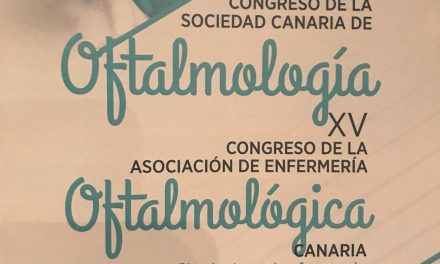 CONGRESO DE LA
SOCIEDAD CANARIA DE
Oftalmología
XV
CONGRESO DE LA
ASOCIACIÓN DE ENFERMERÍA
Oftalmológica
CANARIA